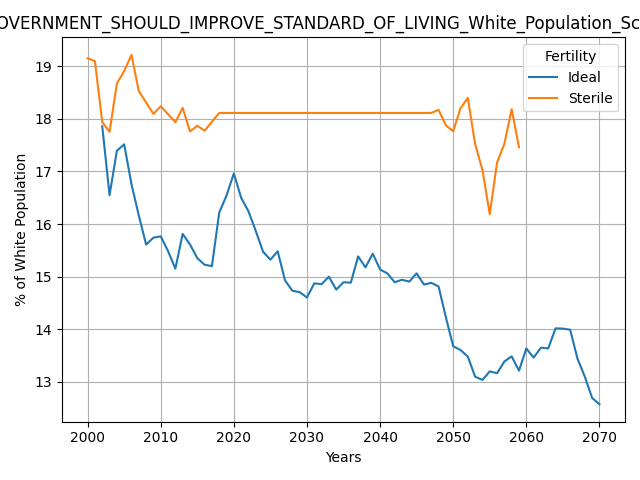 OVERNMENT_SHOULD_IMPROVE_STANDARD_OF_LIVING_White_Population_Sc
Fertility
Ideal
Sterile
% of White Population
19
18
17
16
15
14
13
2000 2010 2020 2030 2040 2050 2060 2070
Years